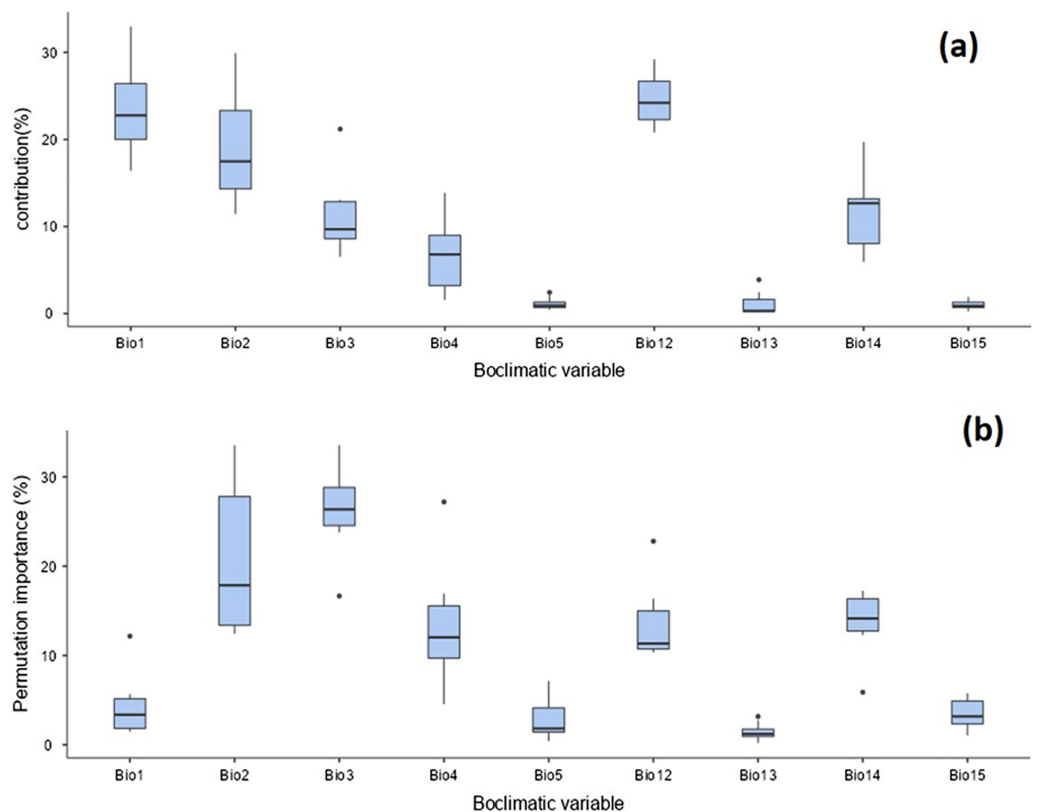 (a)
contribution(%)
30
20
10
0
Bio1 Bio2 Bio3 Bio4 Bio5 Bio12 Bio13 Bio14 Bio15
Boclimatic variable
(b)
Permutation importance (%)
30
20
10
0
Bio1 Bio2 Bio3 Bio4 Bio5 Bio12 Bio13 Bio14 Bio15
Boclimatic variable